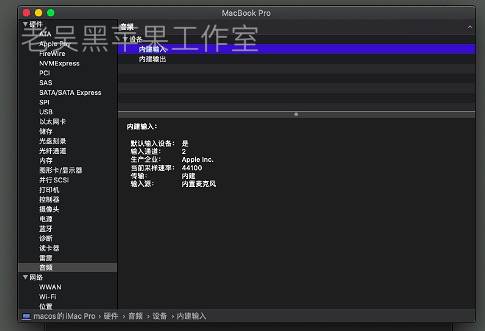 MacBook Pro
硬件
ATA
Apple Pay
FireWire
NVMExpress
PCI
SAS
SATA/SATA Express
SPI
USB
以太网卡
储存
光盘刻录
光纤通道
内存
图形卡/显示器
并行 SCSI
打印机
控制器
摄像头
电源
蓝牙
诊断
读卡器
雷雳
音频
网络
WWAN
Wi-Fi
位置
老吴黑苹果工作室
音频
设备
内建输入
内建输出
内建输入:
默认输入设备: 是
输入通道: 2
生产企业: Apple Inc.
当前采样速率: 44100
传输: 内建
输入源: 内置麦克风
macos的 iMac Pro › 硬件 › 音频 › 设备 › 内建输入